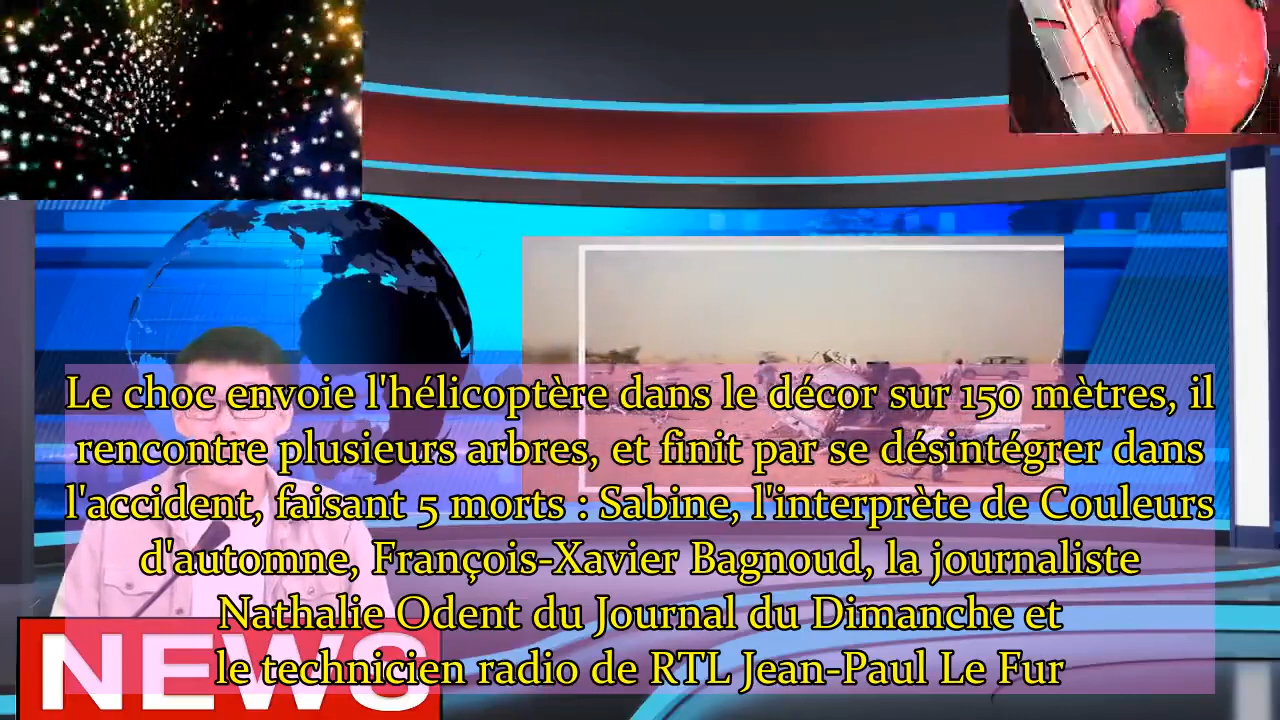 Le choc envoie l'hélicoptère dans le décor sur 150 mètres, il
rencontre plusieurs arbres, et finit par se désintégrer dans
l'accident, faisant 5 morts : Sabine, l'interprète de Couleurs
d'automne, François-Xavier Bagnoud, la journaliste
Nathalie Odent du Journal du Dimanche et
le technicien radio de RTL Jean-Paul Le Fur
NEWS